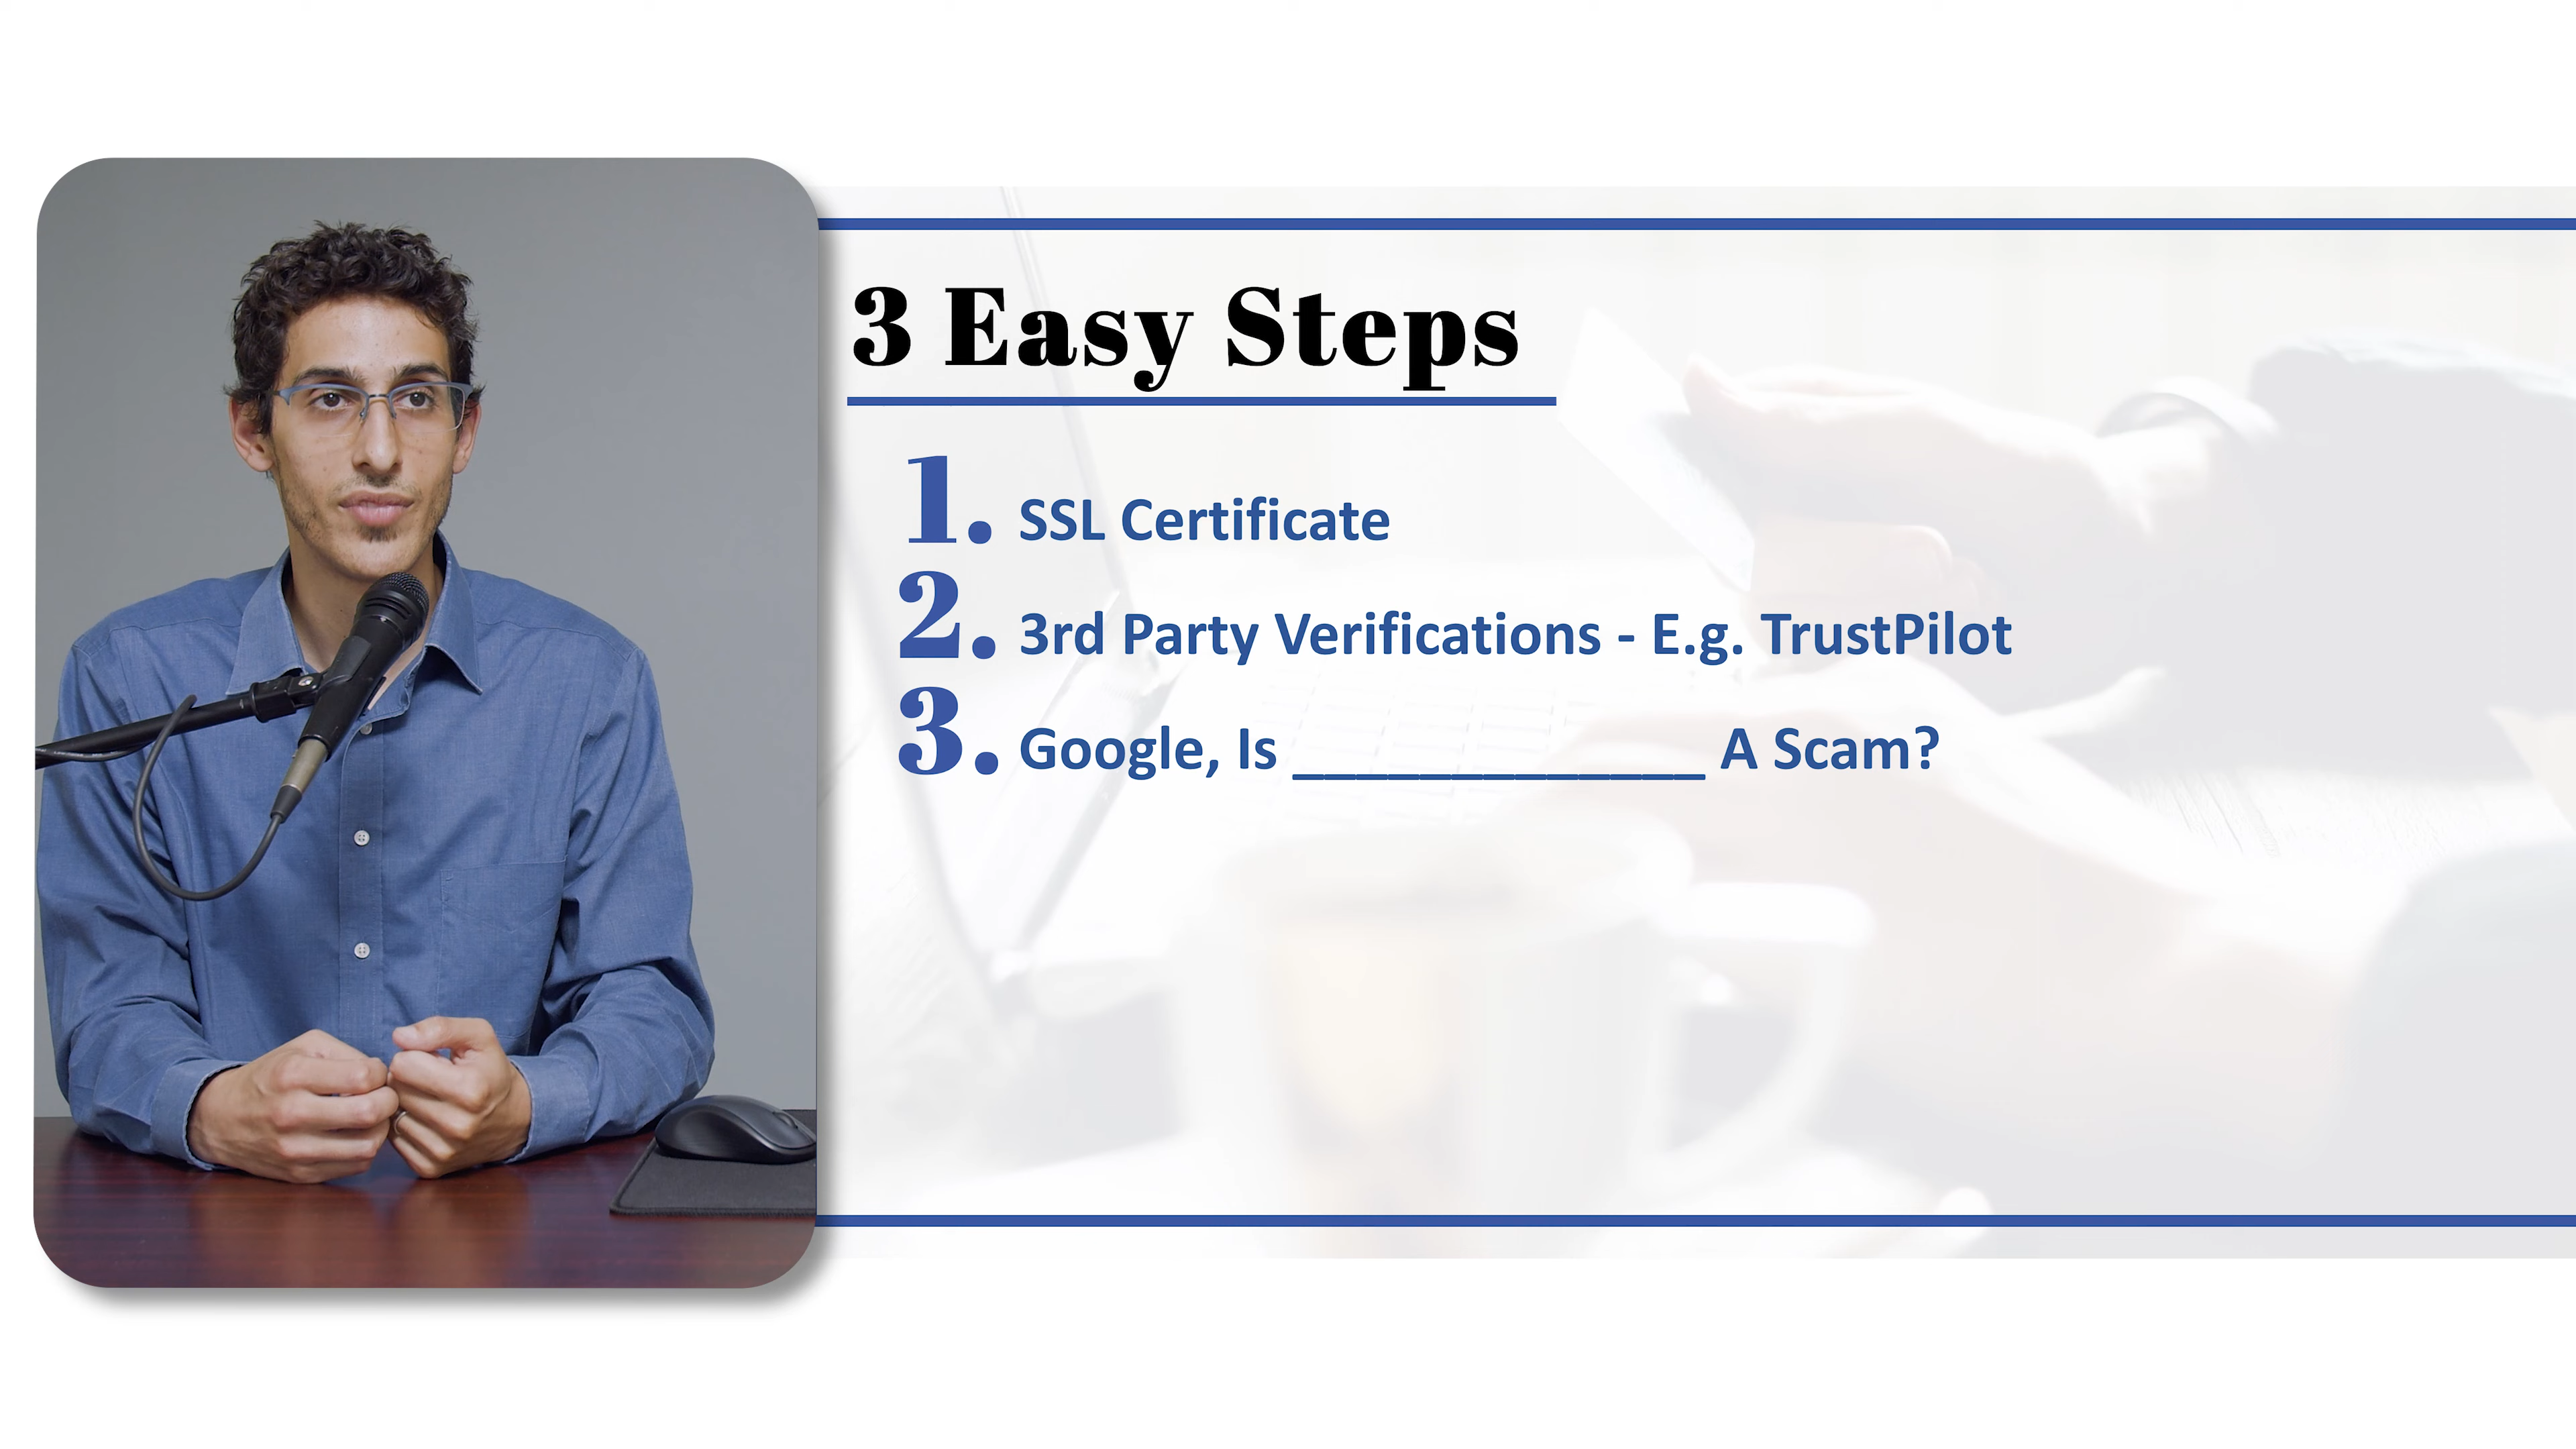 3 Easy Steps
1. SSL Certificate
2. 3rd Party Verifications - E.g. TrustPilot
3. Google, Is _____________ A Scam?